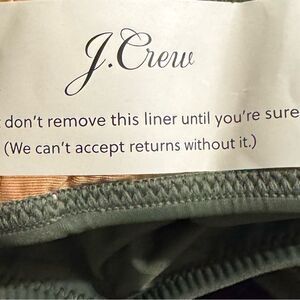 J.Crew
don't remove this liner until you're sure
(We can't accept returns without it.)